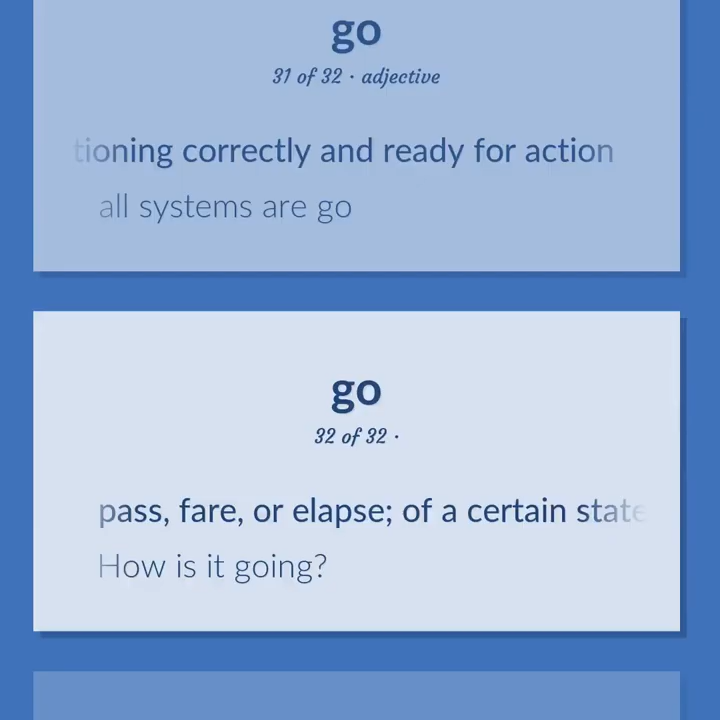 go
31 of 32 · adjective
tioning correctly and ready for action
all systems are go
go
32 of 32 ·
pass, fare, or elapse; of a certain state
How is it going?